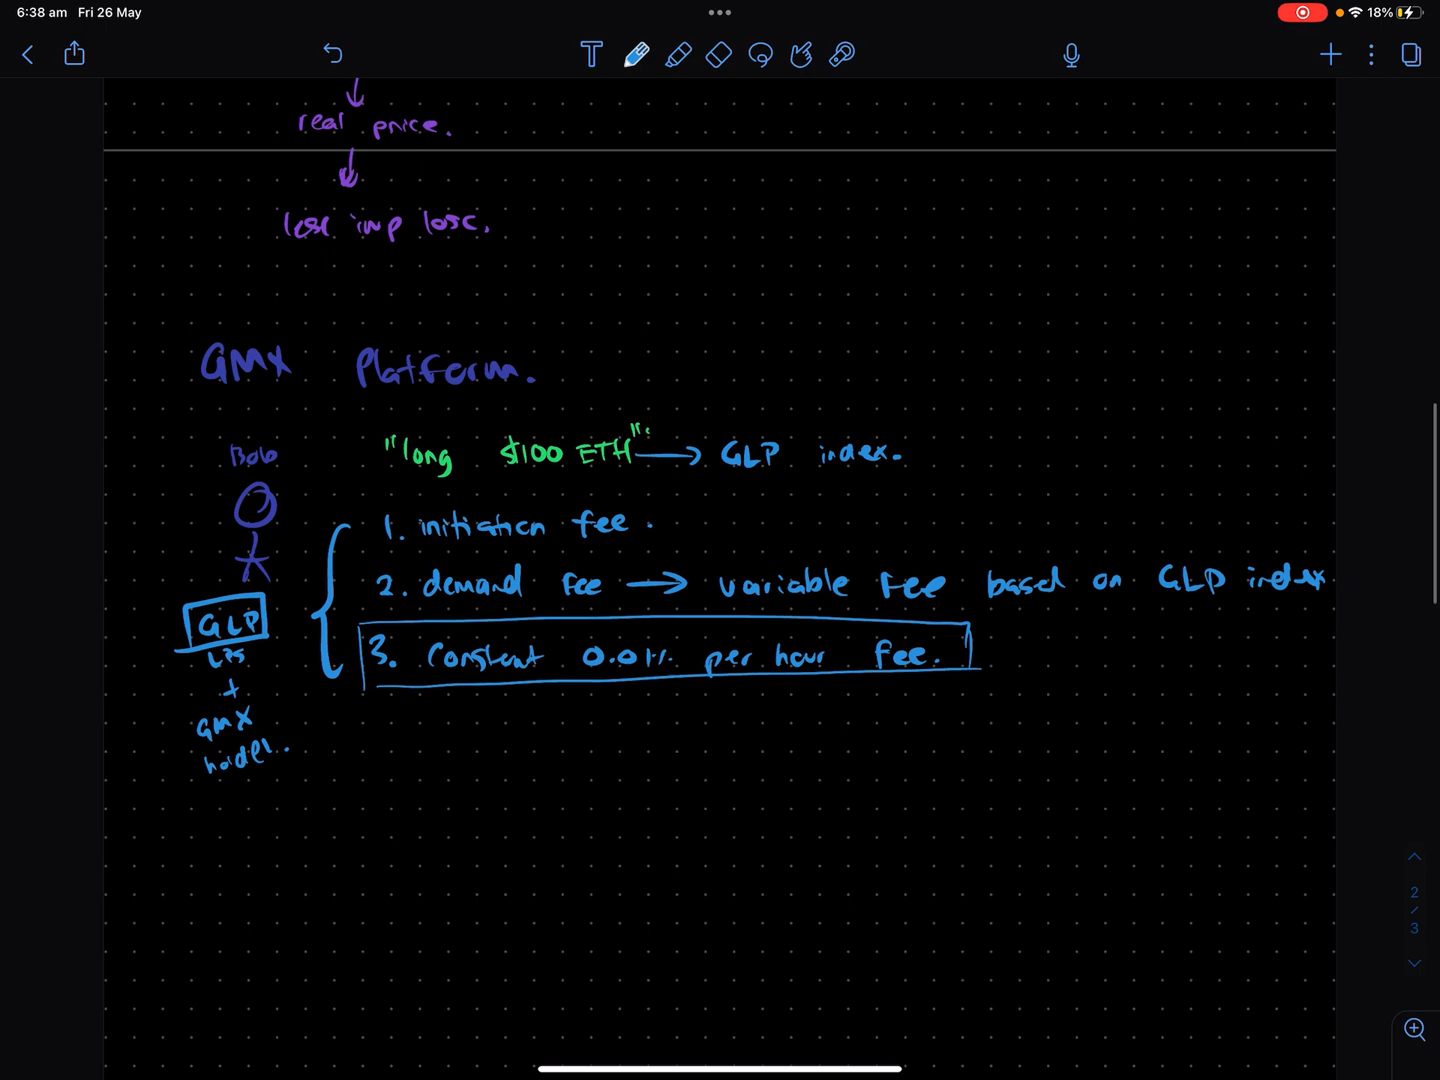 6:38 am Fri 26 May
18%
real price.
less imp loss.
GMX Platform.
Bob
"long $100 ETH". → GLP index.
1. initiation fee.
2. demand fee → variable fee based on GLP index
3. Constant 0.01% per hour fee.
GLP
LPs
+
GMX
holder.
2
/
3